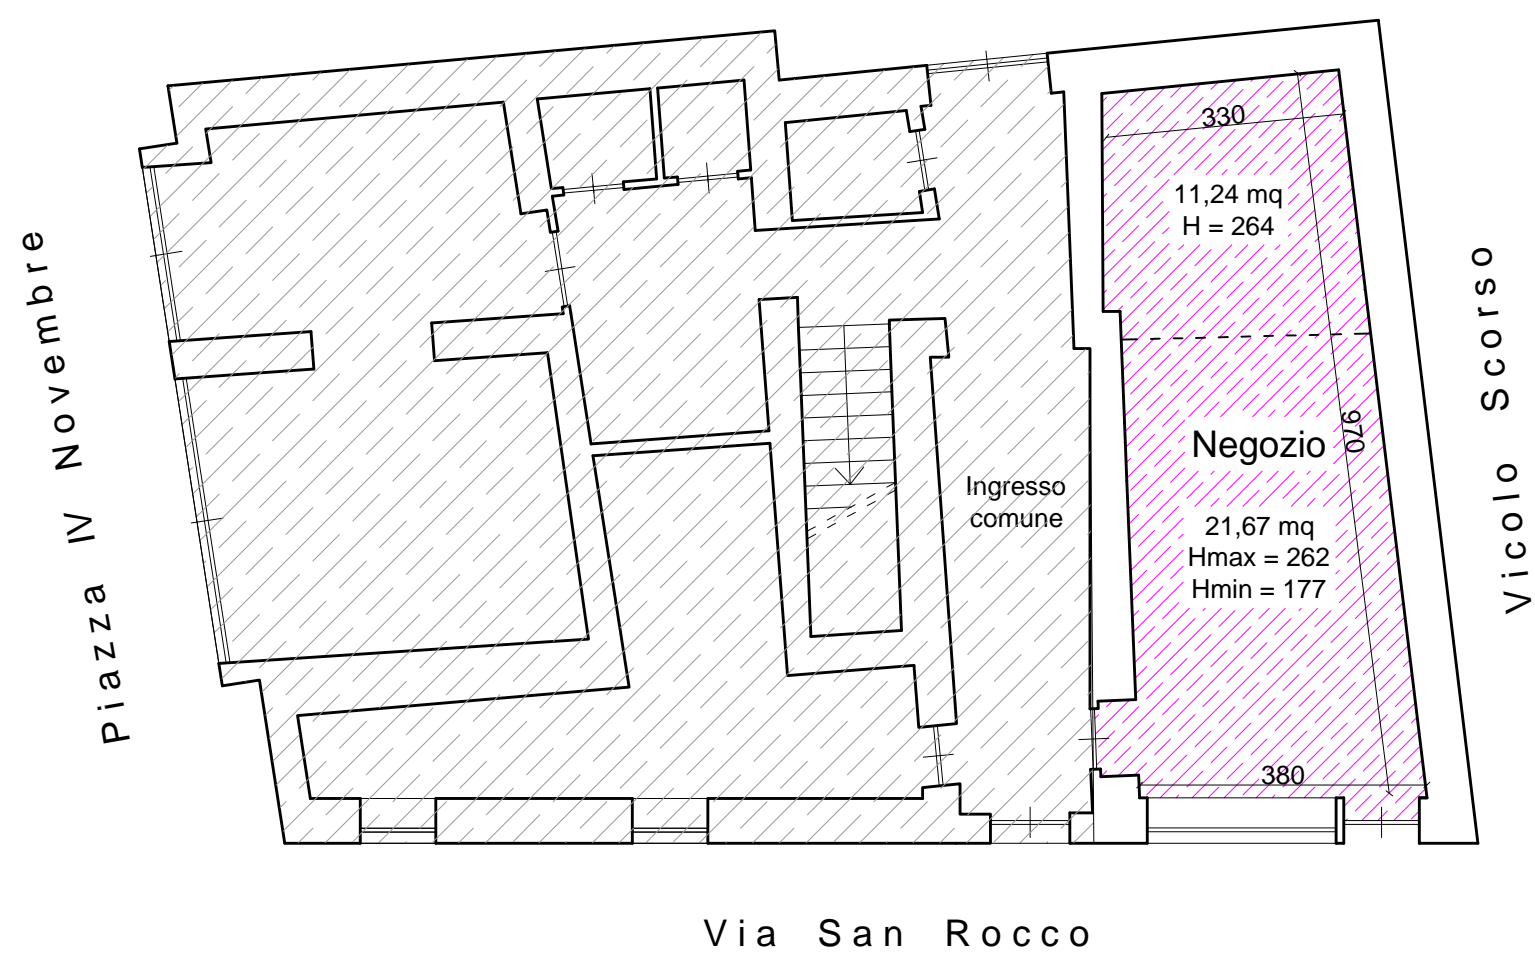 330
11,24 mq
H = 264
Piazza IV Novembre
Vicolo Scorso
970
Negozio
Ingresso
comune
21,67 mq
Hmax = 262
Hmin = 177
380
Via San Rocco